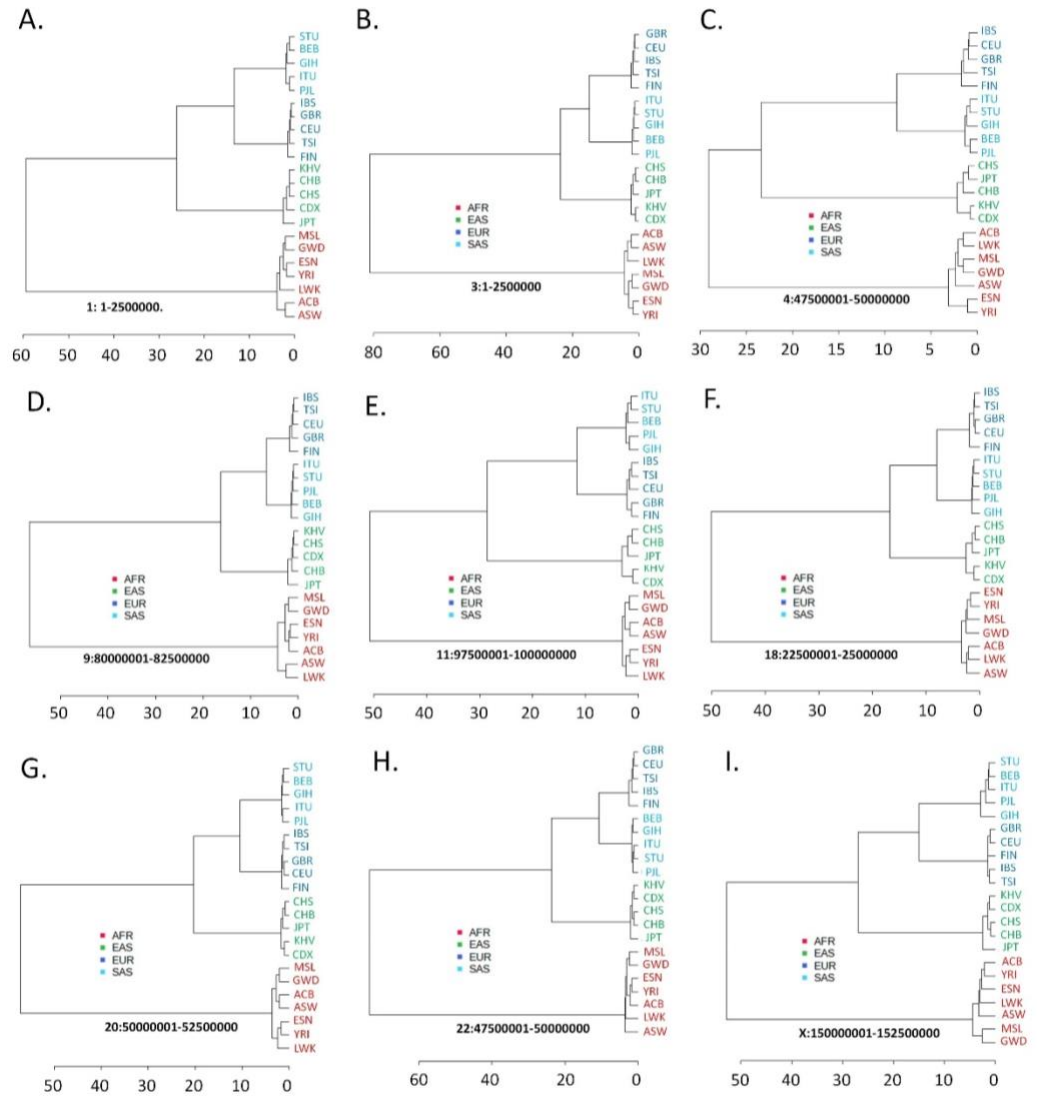 A.
STU
BEB
GIH
ITU
PJL
IBS
GBR
CEU
TSI
FIN
KHV
CHB
CHS
CDX
JPT
MSL
GWD
ESN
YRI
LWK
ACB
ASW
1: 1-2500000.
60 50 40 30 20 10 0
B.
GBR
CEU
IBS
TSI
FIN
ITU
STU
GIH
BEB
PJL
CHS
CHB
JPT
KHV
CDX
ACB
ASW
LWK
MSL
GWD
ESN
YRI
AFR
EAS
EUR
SAS
3:1-2500000
80 60 40 20 0
C.
IBS
CEU
GBR
TSI
FIN
ITU
STU
GIH
BEB
PJL
CHS
JPT
CHB
KHV
CDX
ACB
LWK
MSL
GWD
ASW
ESN
YRI
AFR
EAS
EUR
SAS
4:47500001-50000000
30 25 20 15 10 5 0
D.
IBS
TSI
CEU
GBR
FIN
ITU
STU
PJL
BEB
GIH
KHV
CHS
CDX
CHB
JPT
MSL
GWD
ESN
YRI
ACB
ASW
LWK
AFR
EAS
EUR
SAS
9:80000001-82500000
50 40 30 20 10 0
E.
ITU
STU
BEB
PJL
GIH
IBS
TSI
CEU
GBR
FIN
CHS
CHB
JPT
KHV
CDX
MSL
GWD
ACB
ASW
ESN
YRI
LWK
AFR
EAS
EUR
SAS
11:97500001-100000000
50 40 30 20 10 0
F.
IBS
TSI
GBR
CEU
FIN
ITU
STU
BEB
PJL
GIH
CHS
CHB
JPT
KHV
CDX
ESN
YRI
MSL
GWD
ACB
LWK
ASW
AFR
EAS
EUR
SAS
18:22500001-25000000
50 40 30 20 10 0
G.
STU
BEB
GIH
ITU
PJL
IBS
TSI
GBR
CEU
FIN
CHS
CHB
JPT
KHV
CDX
MSL
GWD
ACB
ASW
ESN
YRI
LWK
AFR
EAS
EUR
SAS
20:50000001-52500000
50 40 30 20 10 0
H.
GBR
CEU
TSI
IBS
FIN
BEB
GIH
ITU
STU
PJL
KHV
CDX
CHS
CHB
JPT
MSL
GWD
ESN
YRI
ACB
LWK
ASW
AFR
EAS
EUR
SAS
22:47500001-50000000
60 40 20 0
I.
STU
BEB
ITU
PJL
GIH
GBR
CEU
FIN
IBS
TSI
KHV
CDX
CHS
CHB
JPT
ACB
YRI
ESN
LWK
ASW
MSL
GWD
AFR
EAS
EUR
SAS
X:150000001-152500000
50 40 30 20 10 0